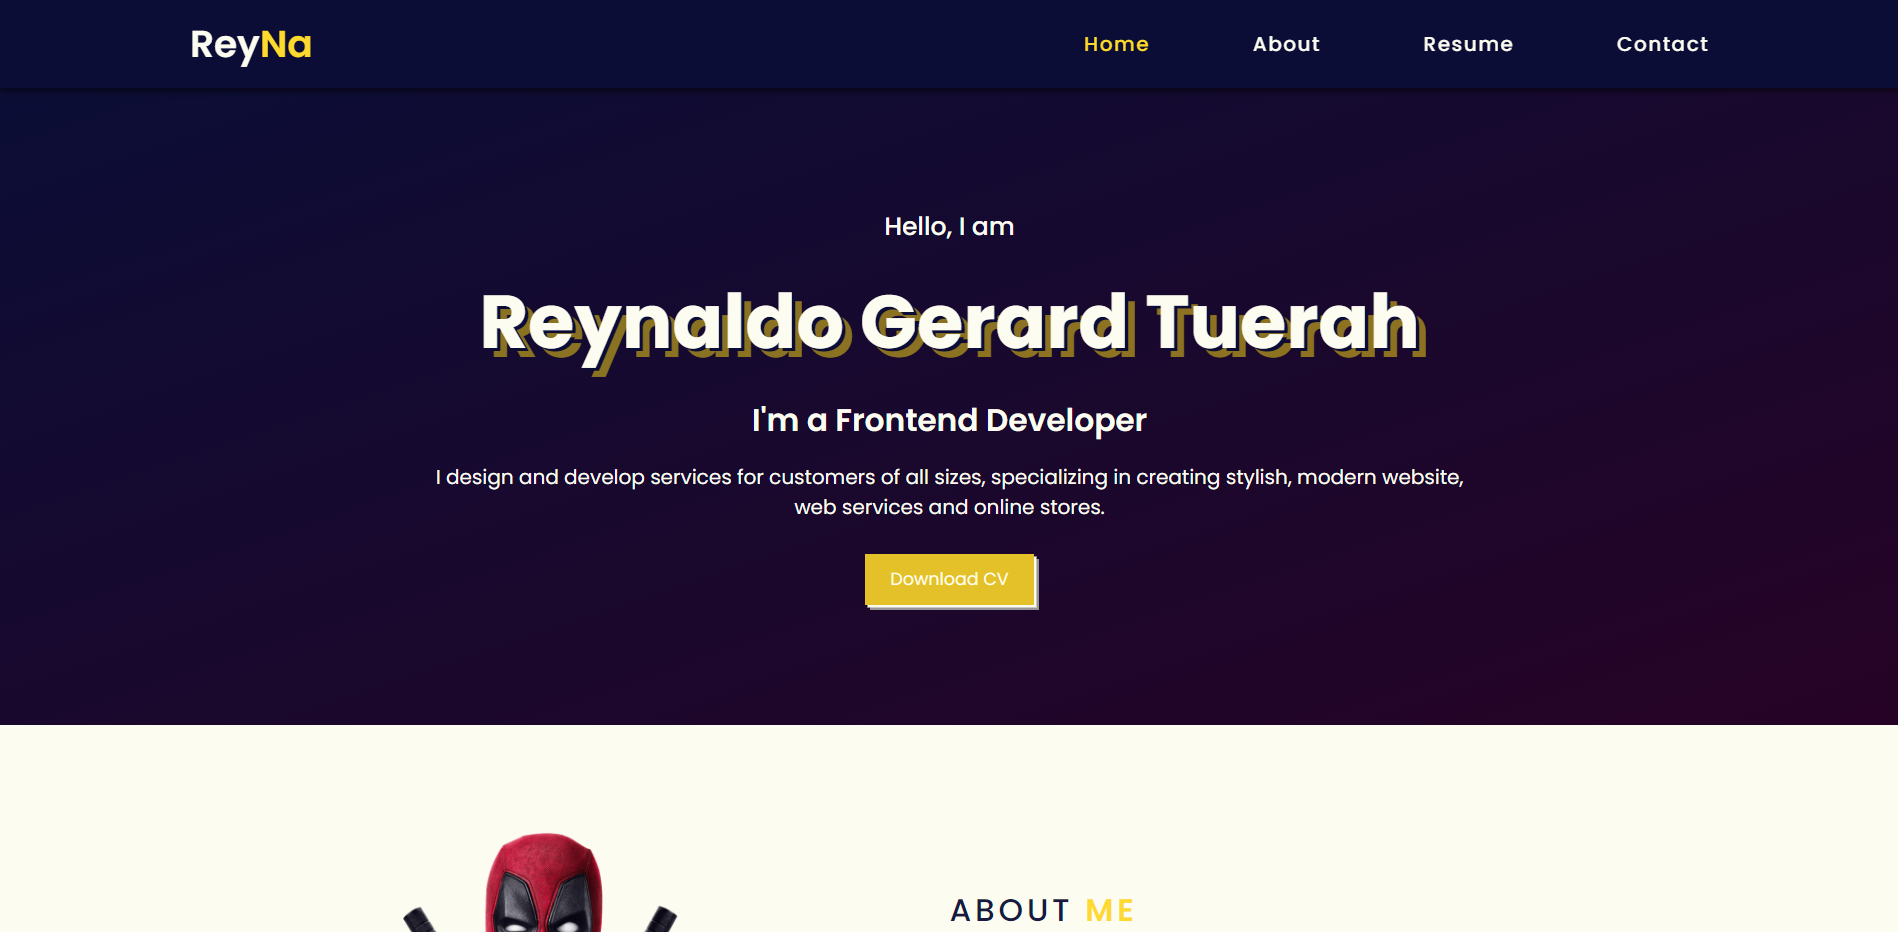 ReyNa
Home
About
Resume
Contact
Hello, I am
Reynaldo Gerard Tuerah
I'm a Frontend Developer
I design and develop services for customers of all sizes, specializing in creating stylish, modern website,
web services and online stores.
Download CV
ABOUT ME